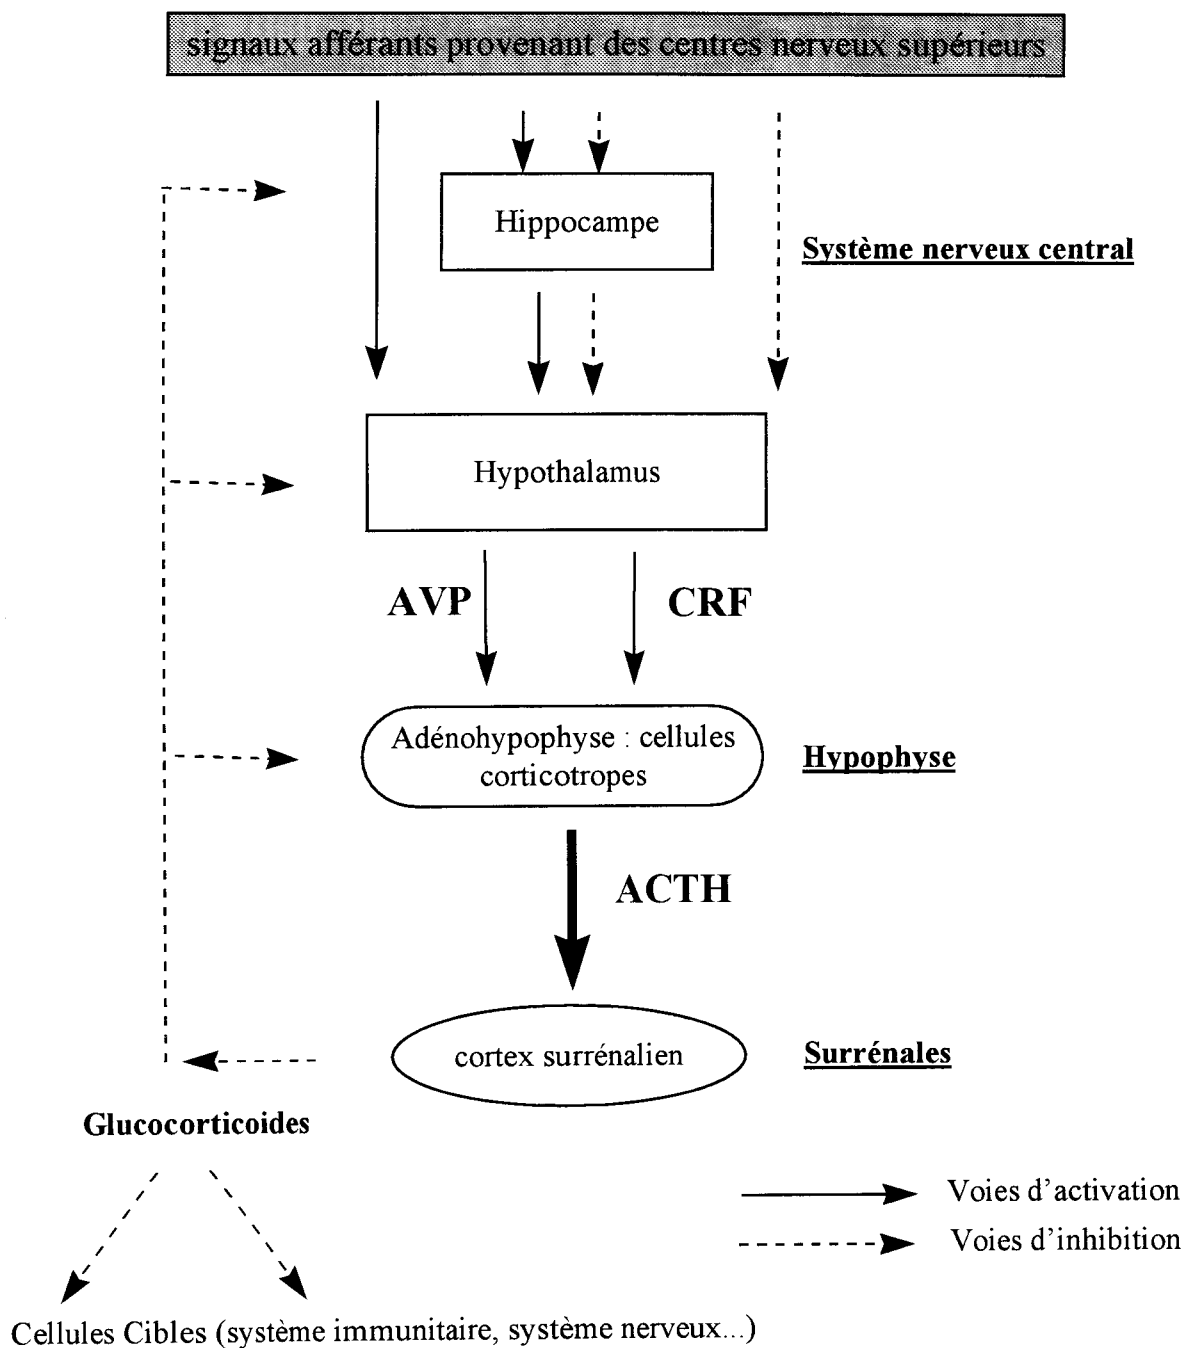 signaux afférants provenant des centres nerveux supérieurs
Hippocampe
Système nerveux central
Hypothalamus
AVP
CRF
Adénohypophyse : cellules
corticotropes
Hypophyse
ACTH
cortex surrénalien
Surrénales
Glucocorticoides
Voies d'activation
Voies d'inhibition
Cellules Cibles (système immunitaire, système nerveux...)